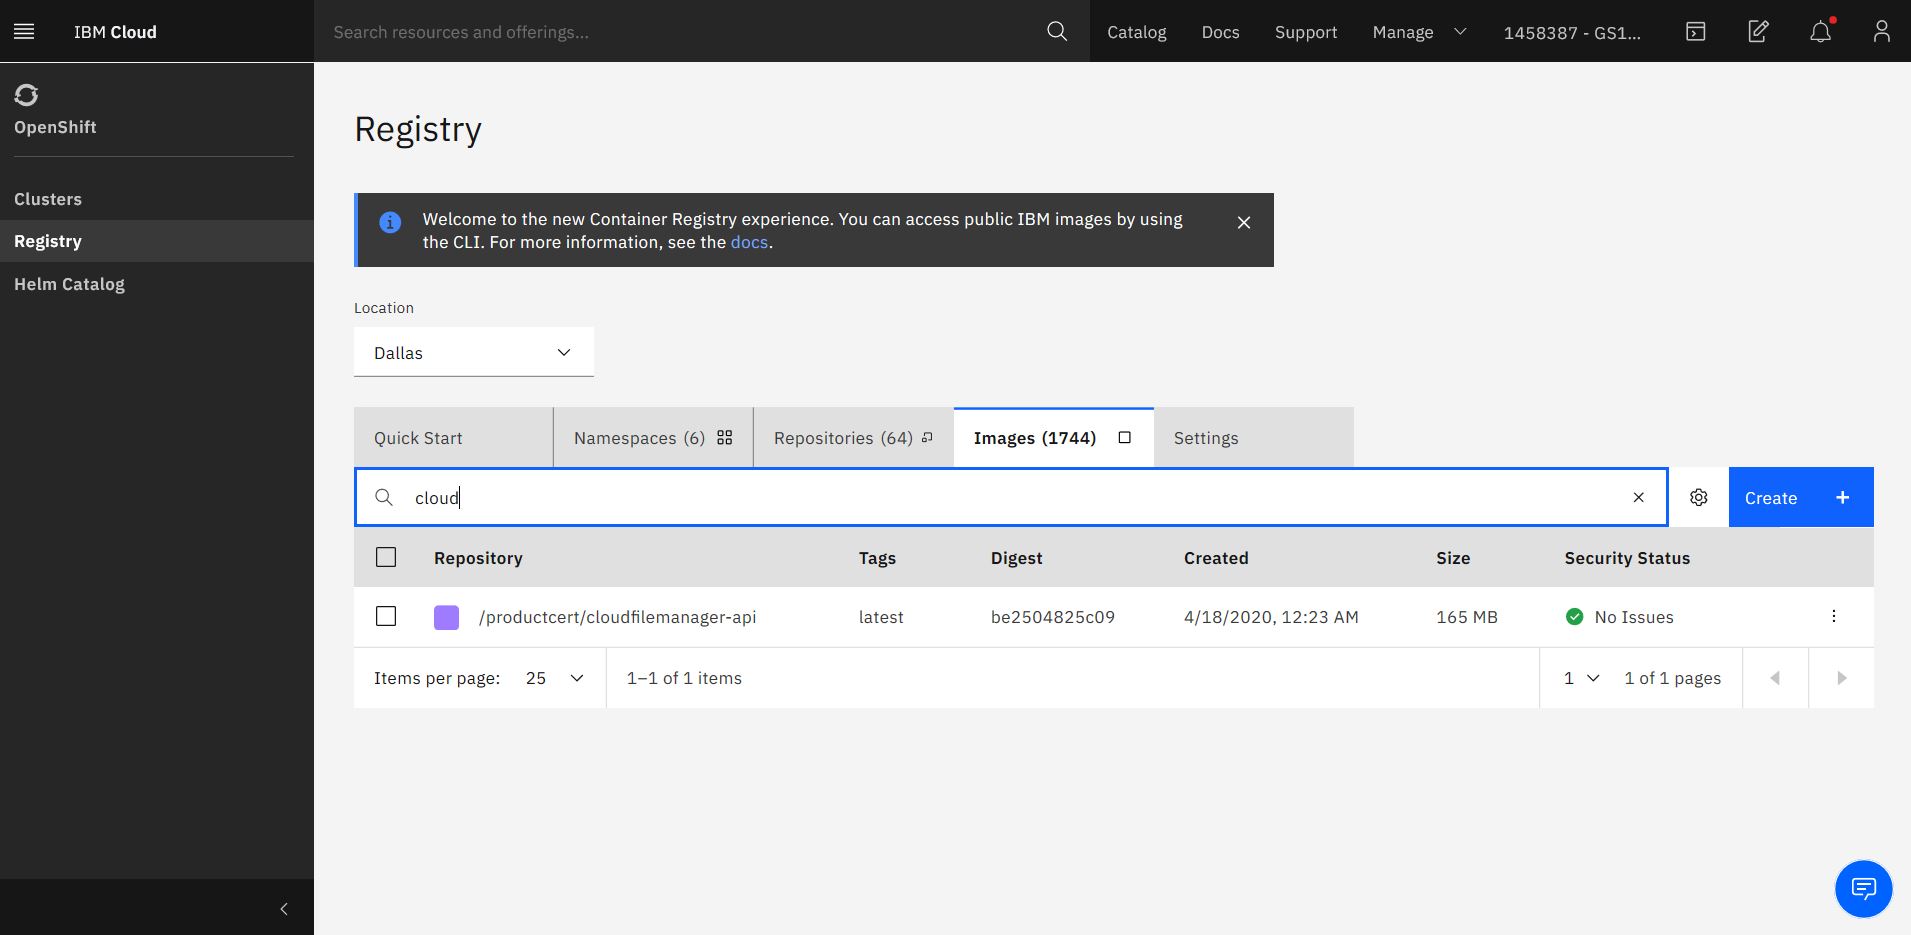 IBM Cloud
Search resources and offerings...
Catalog
Docs
Support
Manage
1458387 - GS1...
OpenShift
Clusters
Registry
Helm Catalog
Registry
Welcome to the new Container Registry experience. You can access public IBM images by using
the CLI. For more information, see the docs.
Location
Dallas
Quick Start
Namespaces (6)
Repositories (64)
Images (1744)
Settings
cloud
Create +
Repository Tags Digest Created Size Security Status
/productcert/cloudfilemanager-api latest be2504825c09 4/18/2020, 12:23 AM 165 MB No Issues
Items per page: 25 1–1 of 1 items 1 1 of 1 pages